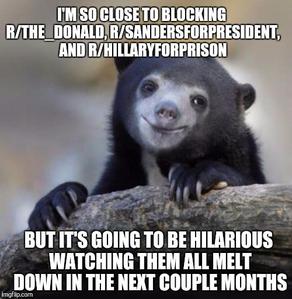 I'M SO CLOSE TO BLOCKING
R/THE_DONALD, R/SANDERSFORPRESIDENT,
AND R/HILLARYFORPRISON
BUT IT'S GOING TO BE HILARIOUS
WATCHING THEM ALL MELT
DOWN IN THE NEXT COUPLE MONTHS
imgflip.com